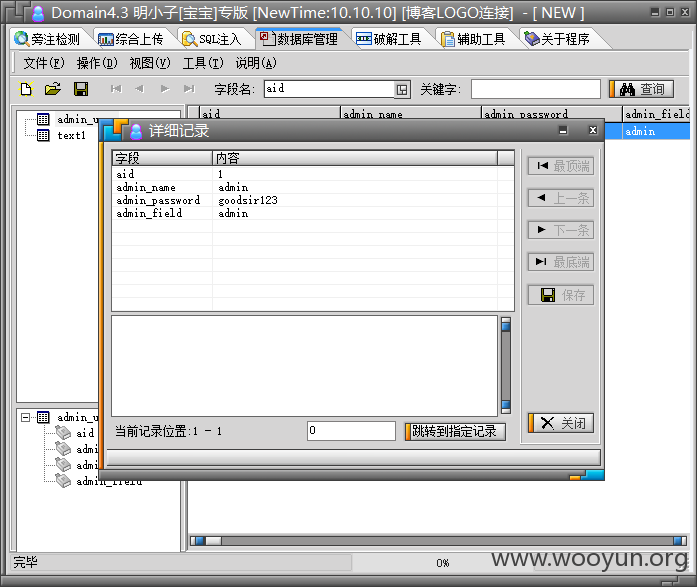 Domain4.3 明小子[宝宝]专版 [NewTime:10.10.10] [博客LOGO连接] - [ NEW ]
旁注检测 综合上传 SQL注入 数据库管理 破解工具 辅助工具 关于程序
文件(F) 操作(D) 视图(V) 工具(T) 说明(A)
字段名: aid 关键字: 查询
admin_u
text1
aid admin_name admin_password admin_field
admin
详细记录
字段 内容
aid 1
admin_name admin
admin_password goodsir123
admin_field admin
最顶端
上一条
下一条
最底端
保存
当前记录位置:1 - 1 0 跳转到指定记录
关闭
admin_u
aid
admi
admi
admin_field
完毕 0%
www.wooyun.org